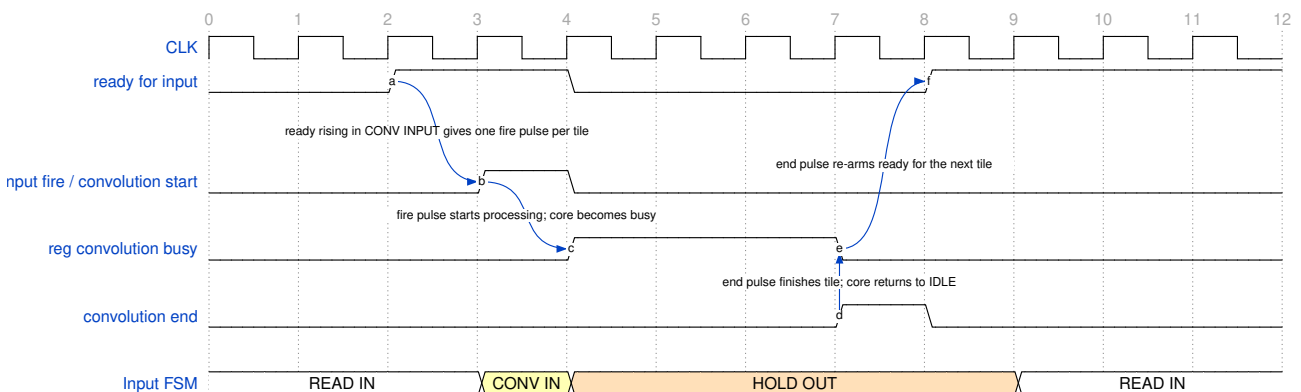 0 1 2 3 4 5 6 7 8 9 10 11 12
CLK
ready for input
a
f
ready rising in CONV INPUT gives one fire pulse per tile
end pulse re-arms ready for the next tile
nput fire / convolution start
b
fire pulse starts processing; core becomes busy
reg convolution busy
c
e
end pulse finishes tile; core returns to IDLE
convolution end
d
Input FSM
READ IN CONV IN HOLD OUT READ IN